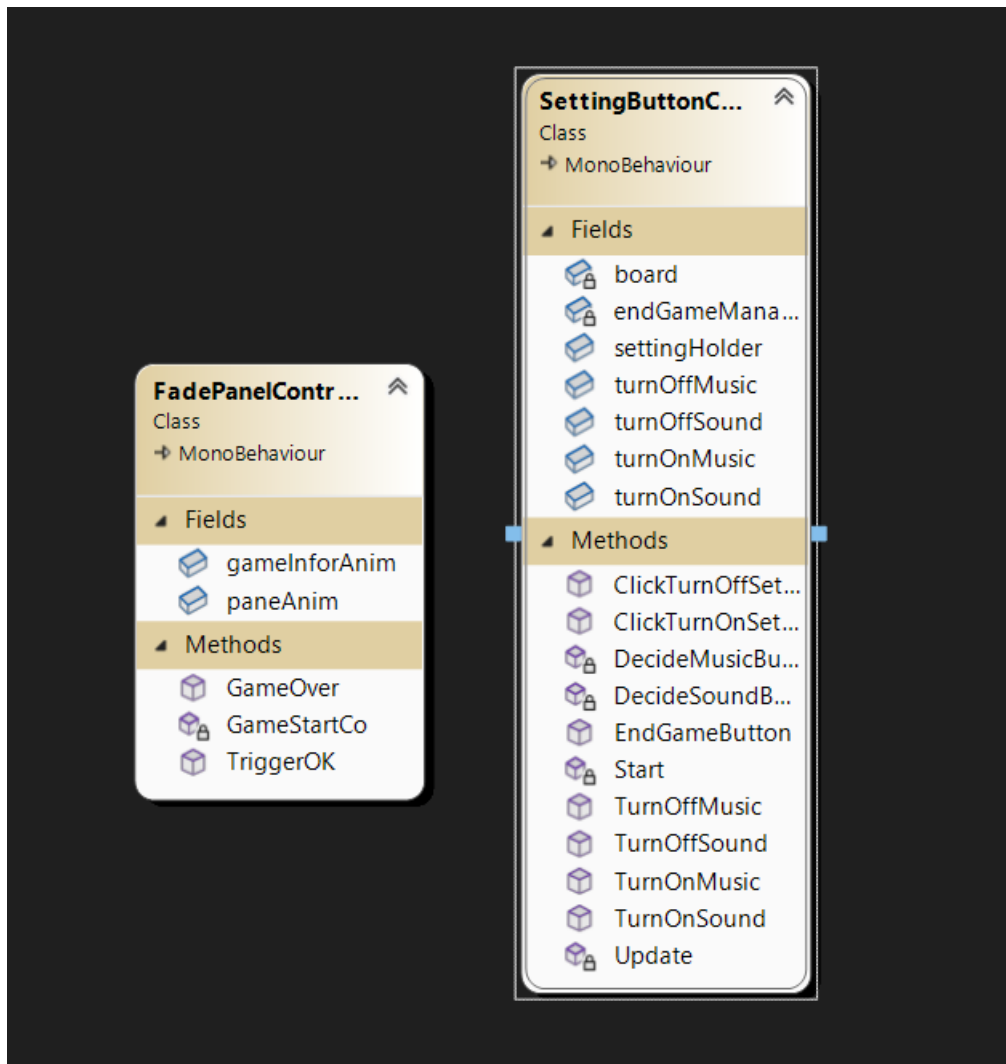 FadePanelContr...
Class
MonoBehaviour
Fields
gameInforAnim
paneAnim
Methods
GameOver
GameStartCo
TriggerOK
SettingButtonC...
Class
MonoBehaviour
Fields
board
endGameMana...
settingHolder
turnOffMusic
turnOffSound
turnOnMusic
turnOnSound
Methods
ClickTurnOffSet...
ClickTurnOnSet...
DecideMusicBu...
DecideSoundB...
EndGameButton
Start
TurnOffMusic
TurnOffSound
TurnOnMusic
TurnOnSound
Update